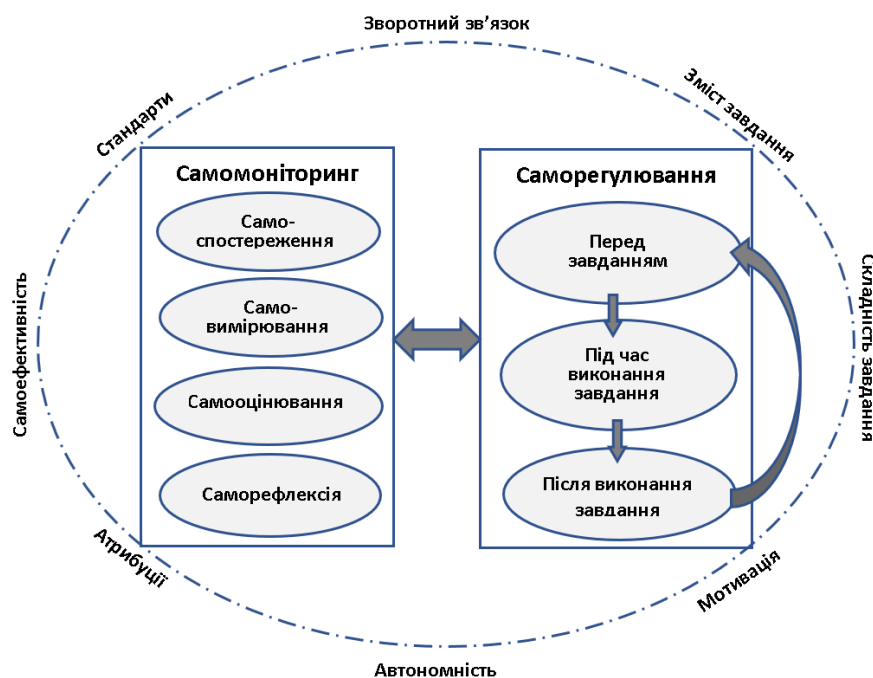 Зворотний зв’язок
Стандарти
Зміст завдання
Самоефективність
Складність завдання
Самомоніторинг
Само-
спостереження
Само-
вимірювання
Самооцінювання
Саморефлексія
Саморегулювання
Перед
завданням
Під час
виконання
завдання
Після виконання
завдання
Атрибуції
Мотивація
Автономність